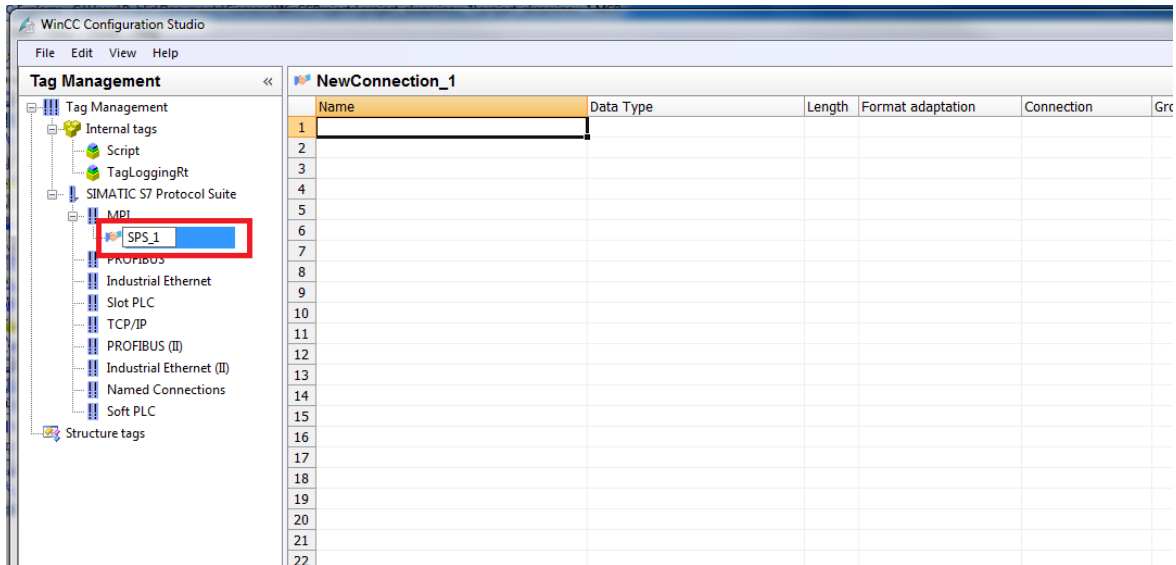 WinCC Configuration Studio
File Edit View Help
Tag Management «
Tag Management
Internal tags
Script
TagLoggingRt
SIMATIC S7 Protocol Suite
MPI
SPS_1
PROFIBUS
Industrial Ethernet
Slot PLC
TCP/IP
PROFIBUS (II)
Industrial Ethernet (II)
Named Connections
Soft PLC
Structure tags
NewConnection_1
Name Data Type Length Format adaptation Connection Gro
1
2
3
4
5
6
7
8
9
10
11
12
13
14
15
16
17
18
19
20
21
22